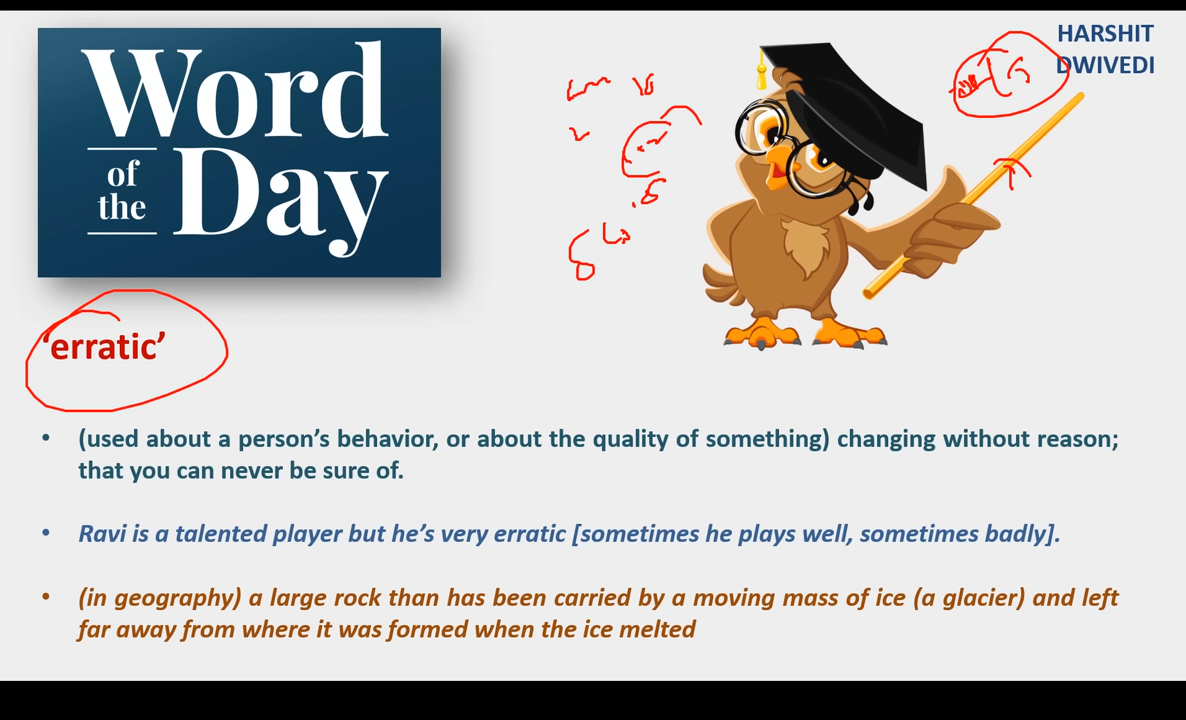 Word
of
the
Day
HARSHIT
DWIVEDI
‘erratic’
• (used about a person’s behavior, or about the quality of something) changing without reason;
that you can never be sure of.
• Ravi is a talented player but he’s very erratic [sometimes he plays well, sometimes badly].
• (in geography) a large rock than has been carried by a moving mass of ice (a glacier) and left
far away from where it was formed when the ice melted